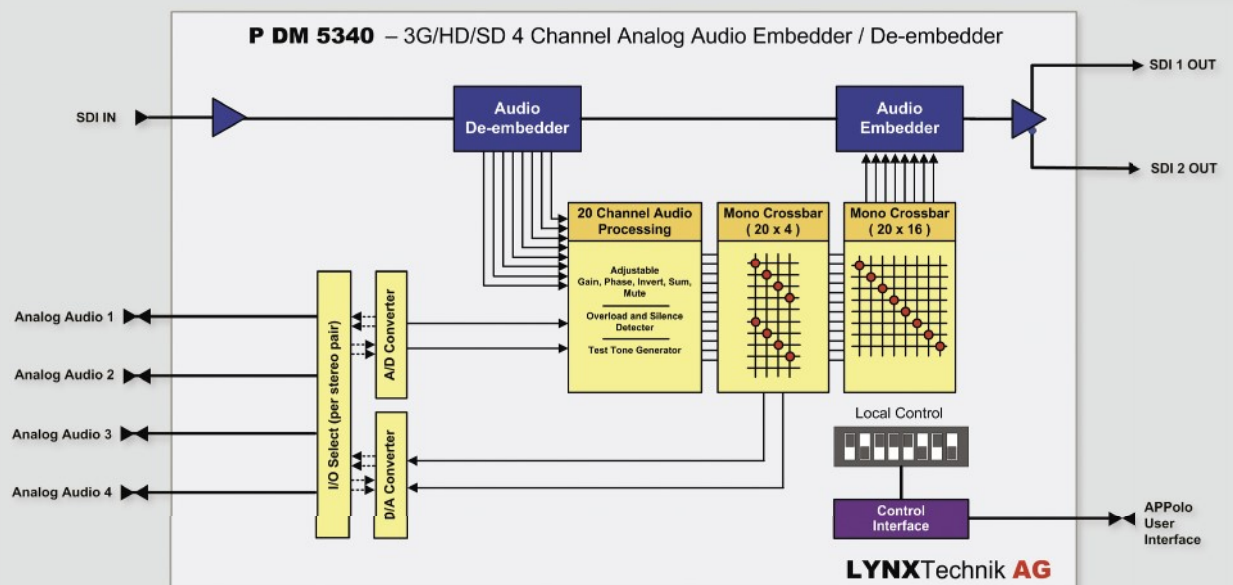 P DM 5340 – 3G/HD/SD 4 Channel Analog Audio Embedder / De-embedder
SDI IN
Audio
De-embedder
Audio
Embedder
SDI 1 OUT
SDI 2 OUT
20 Channel Audio
Processing
Adjustable
Gain, Phase, Invert, Sum,
Mute
Overload and Silence
Detecter
Test Tone Generator
Mono Crossbar
( 20 x 4 )
Mono Crossbar
( 20 x 16 )
Analog Audio 1
Analog Audio 2
Analog Audio 3
Analog Audio 4
I/O Select (per stereo pair)
A/D Converter
D/A Converter
Local Control
Control
Interface
APPolo
User
Interface
LYNXTechnik AG